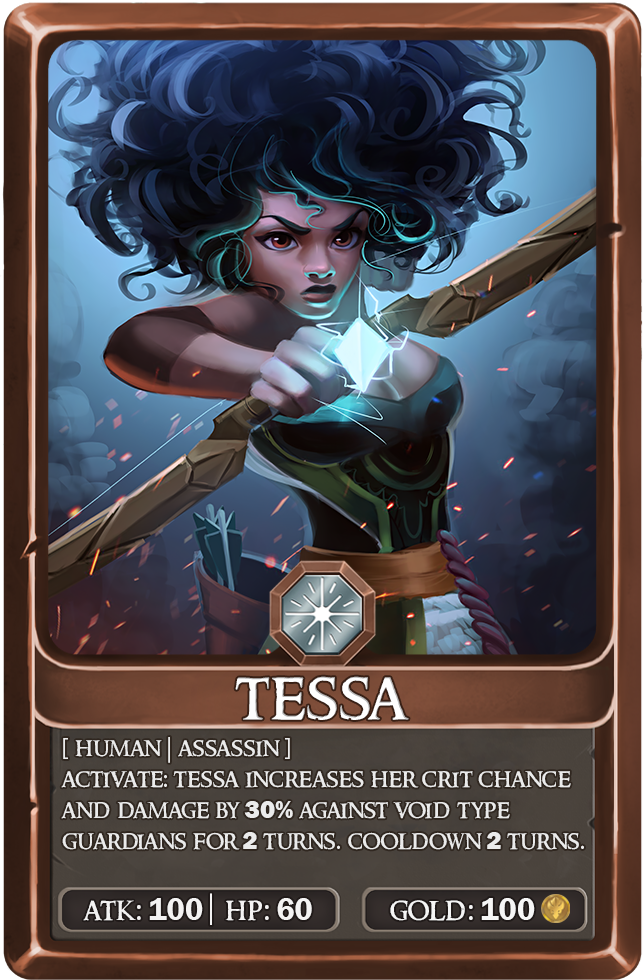 TESSA
[ HUMAN | ASSASSIN ]
ACTIVATE: TESSA INCREASES HER CRIT CHANCE
AND DAMAGE BY 30% AGAINST VOID TYPE
GUARDIANS FOR 2 TURNS. COOLDOWN 2 TURNS.
ATK: 100 | HP: 60 GOLD: 100